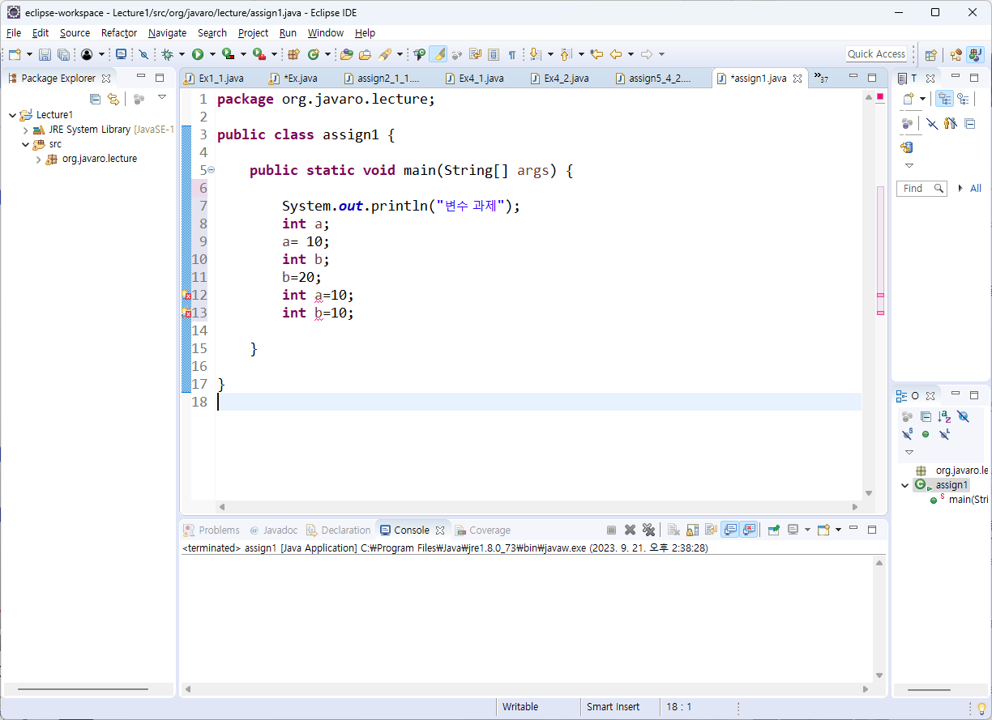 eclipse-workspace - Lecture1/src/org/javaro/lecture/assign1.java - Eclipse IDE
File Edit Source Refactor Navigate Search Project Run Window Help
Quick Access
Package Explorer
Lecture1
JRE System Library [JavaSE-1
src
org.javaro.lecture
Ex1_1.java *Ex.java assign2_1_1.... Ex4_1.java Ex4_2.java assign5_4_2.... *assign1.java »37
1 package org.javaro.lecture;
2
3 public class assign1 {
4
5 public static void main(String[] args) {
6
7 System.out.println("변수 과제");
8 int a;
9 a= 10;
10 int b;
11 b=20;
12 int a=10;
13 int b=10;
14
15 }
16
17 }
18
T
Find All
O
org.javaro.le
assign1
main(Stri
Problems Javadoc Declaration Console Coverage
<terminated> assign1 [Java Application] C:₩Program Files₩Java₩jre1.8.0_73₩bin₩javaw.exe (2023. 9. 21. 오후 2:38:28)
Writable Smart Insert 18 : 1